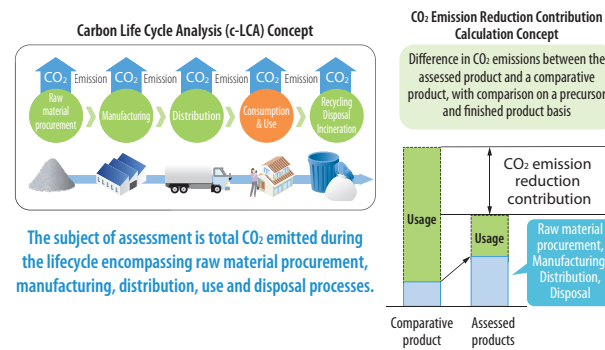 Carbon Life Cycle Analysis (c-LCA) Concept
CO₂ Emission CO₂ Emission CO₂ Emission CO₂ Emission CO₂
Raw
material
procurement
Manufacturing
Distribution
Consumption
& Use
Recycling
Disposal
Incineration
The subject of assessment is total CO₂ emitted during
the lifecycle encompassing raw material procurement,
manufacturing, distribution, use and disposal processes.
CO₂ Emission Reduction Contribution
Calculation Concept
Difference in CO₂ emissions between the
assessed product and a comparative
product, with comparison on a precursor
and finished product basis
CO₂ emission
reduction
contribution
Usage
Usage
Raw material
procurement,
Manufacturing
Distribution,
Disposal
Comparative
product
Assessed
products